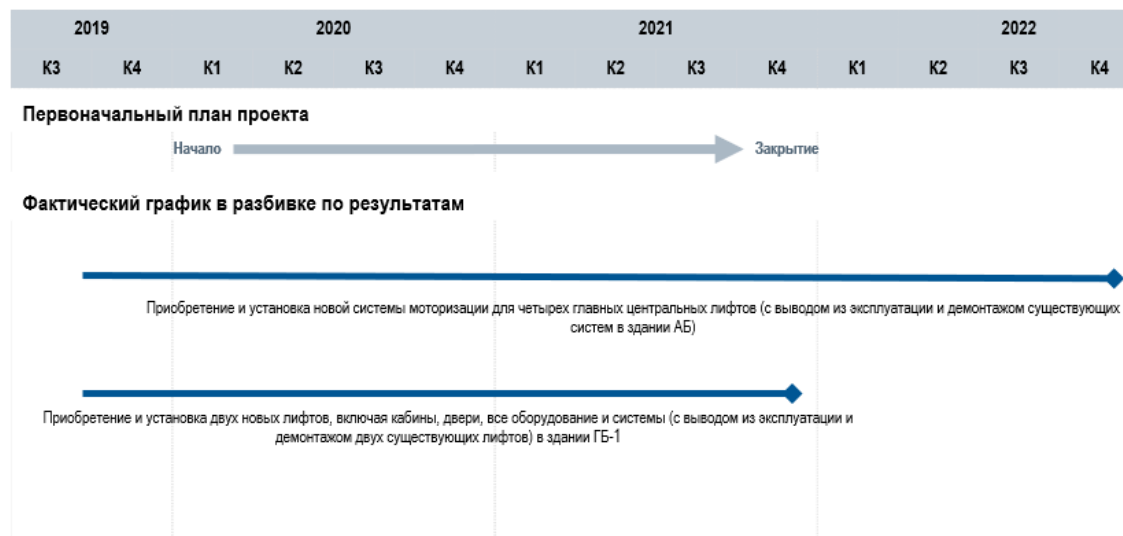 2019 2020 2021 2022
К3 К4 К1 К2 К3 К4 К1 К2 К3 К4 К1 К2 К3 К4
Первоначальный план проекта
Начало Закрытие
Фактический график в разбивке по результатам
Приобретение и установка новой системы моторизации для четырех главных центральных лифтов (с выводом из эксплуатации и демонтажом существующих
систем в здании АБ)
Приобретение и установка двух новых лифтов, включая кабины, двери, все оборудование и системы (с выводом из эксплуатации и
демонтажом двух существующих лифтов) в здании ГБ-1